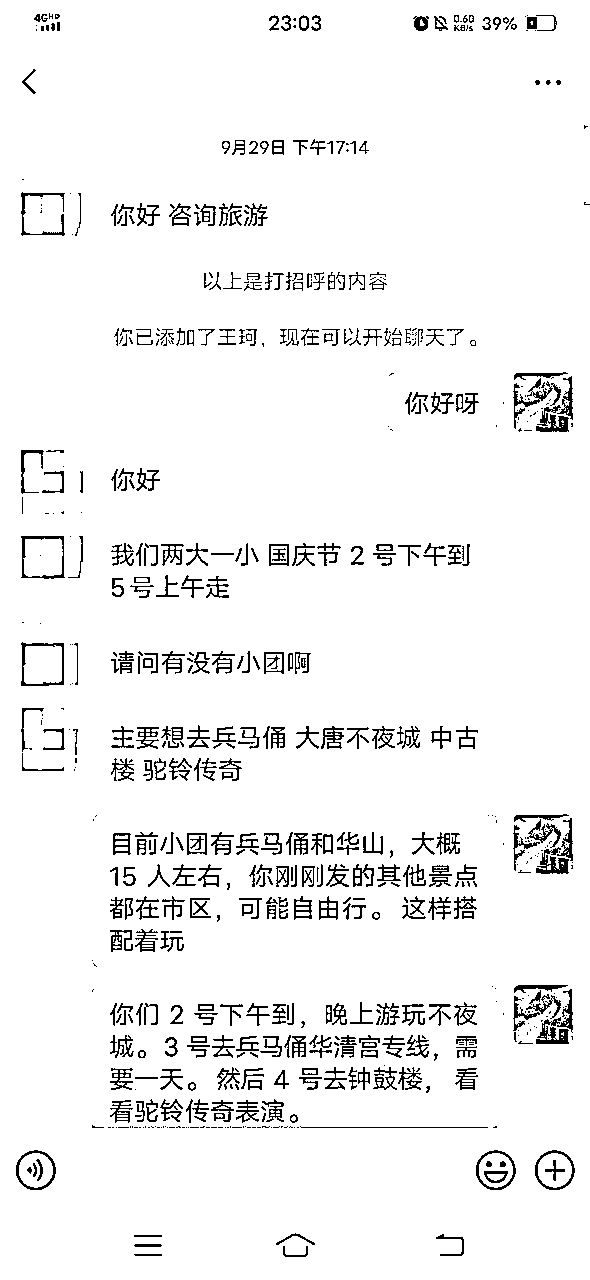 4GHD 23:03 0.60 KB/s 39%
9月29日 下午17:14
你好 咨询旅游
以上是打招呼的内容
你已添加了王珂，现在可以开始聊天了。
你好呀
你好
我们两大一小 国庆节 2 号下午到
5号上午走
请问有没有小团啊
主要想去兵马俑 大唐不夜城 中古
楼 驼铃传奇
目前小团有兵马俑和华山，大概
15 人左右，你刚刚发的其他景点
都在市区，可能自由行。 这样搭
配着玩
你们 2 号下午到，晚上游玩不夜
城。3 号去兵马俑华清宫专线，需
要一天。 然后 4 号去钟鼓楼， 看
看驼铃传奇表演。